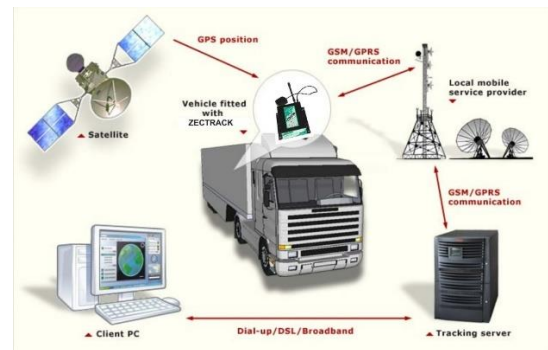 GPS position
GSM/GPRS
communication
Local mobile
service provider
Satellite
Vehicle fitted
with
ZECTRACK
GSM/GPRS
communication
Client PC
Dial-up/DSL/Broadband
Tracking server